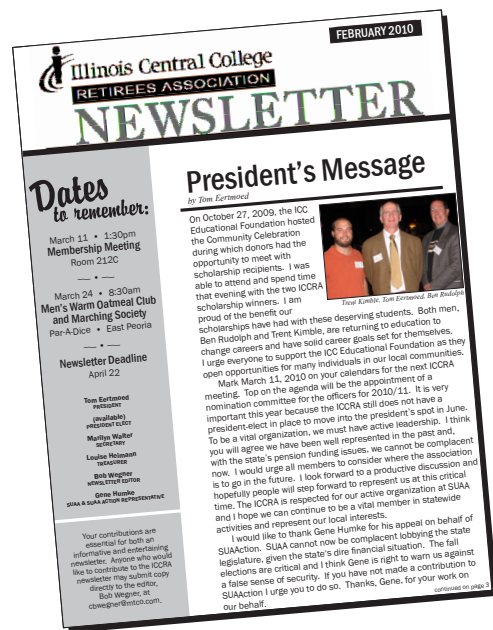 FEBRUARY 2010
Illinois Central College
RETIREES ASSOCIATION
NEWSLETTER
Dates
to remember:
March 11 • 1:30pm
Membership Meeting
Room 212C
March 24 • 8:30am
Men's Warm Oatmeal Club
and Marching Society
Par-A-Dice • East Peoria
Newsletter Deadline
April 22
Tom Eertmoed
PRESIDENT
(available)
PRESIDENT ELECT
Marilyn Walter
SECRETARY
Louise Heimann
TREASURER
Bob Wegner
NEWSLETTER EDITOR
Gene Humke
SUAA & SUAA ACTION REPRESENTATIVE
Your contributions are
essential for both an
informative and entertaining
newsletter. Anyone who would
like to contribute to the ICCRA
newsletter may submit copy
directly to the editor,
Bob Wegner, at
cbwegner@mtco.com.
President's Message
by Tom Eertmoed
On October 27, 2009, the ICC
Educational Foundation hosted
the Community Celebration
during which donors had the
opportunity to meet with
scholarship recipients. I was
able to attend and spend time
that evening with the two ICCRA
scholarship winners. I am
proud of the benefit our
scholarships have had with these deserving students. Both men,
Ben Rudolph and Trent Kimble, are returning to education to
change careers and have solid career goals set for themselves.
I urge everyone to support the ICC Educational Foundation as they
open opportunities for many individuals in our local communities.
Mark March 11, 2010 on your calendars for the next ICCRA
meeting. Top on the agenda will be the appointment of a
nomination committee for the officers for 2010/11. It is very
important this year because the ICCRA still does not have a
president-elect in place to move into the president's spot in June.
To be a vital organization, we must have active leadership. I think
you will agree we have been well represented in the past and,
with the state's pension funding issues, we cannot be complacent
now. I would urge all members to consider where the association
is to go in the future. I look forward to a productive discussion and
hopefully people will step forward to represent us at this critical
time. The ICCRA is respected for our active organization at SUAA
and I hope we can continue to be a vital member in statewide
activities and represent our local interests.
I would like to thank Gene Humke for his appeal on behalf of
SUAAction. SUAA cannot now be complacent lobbying the state
legislature, given the state's dire financial situation. The fall
elections are critical and I think Gene is right to warn us against
a false sense of security. If you have not made a contribution to
SUAAction I urge you to do so. Thanks, Gene, for your work on
our behalf.
continued on page 3
Trent Kimble, Tom Eertmoed, Ben Rudolph